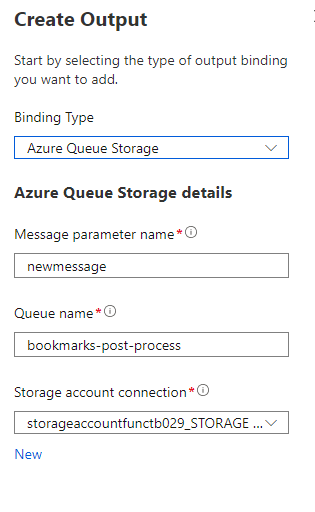 Create Output
Start by selecting the type of output binding
you want to add.
Binding Type
Azure Queue Storage
Azure Queue Storage details
Message parameter name*
newmessage
Queue name*
bookmarks-post-process
Storage account connection*
storageaccountfunctb029_STORAGE ...
New